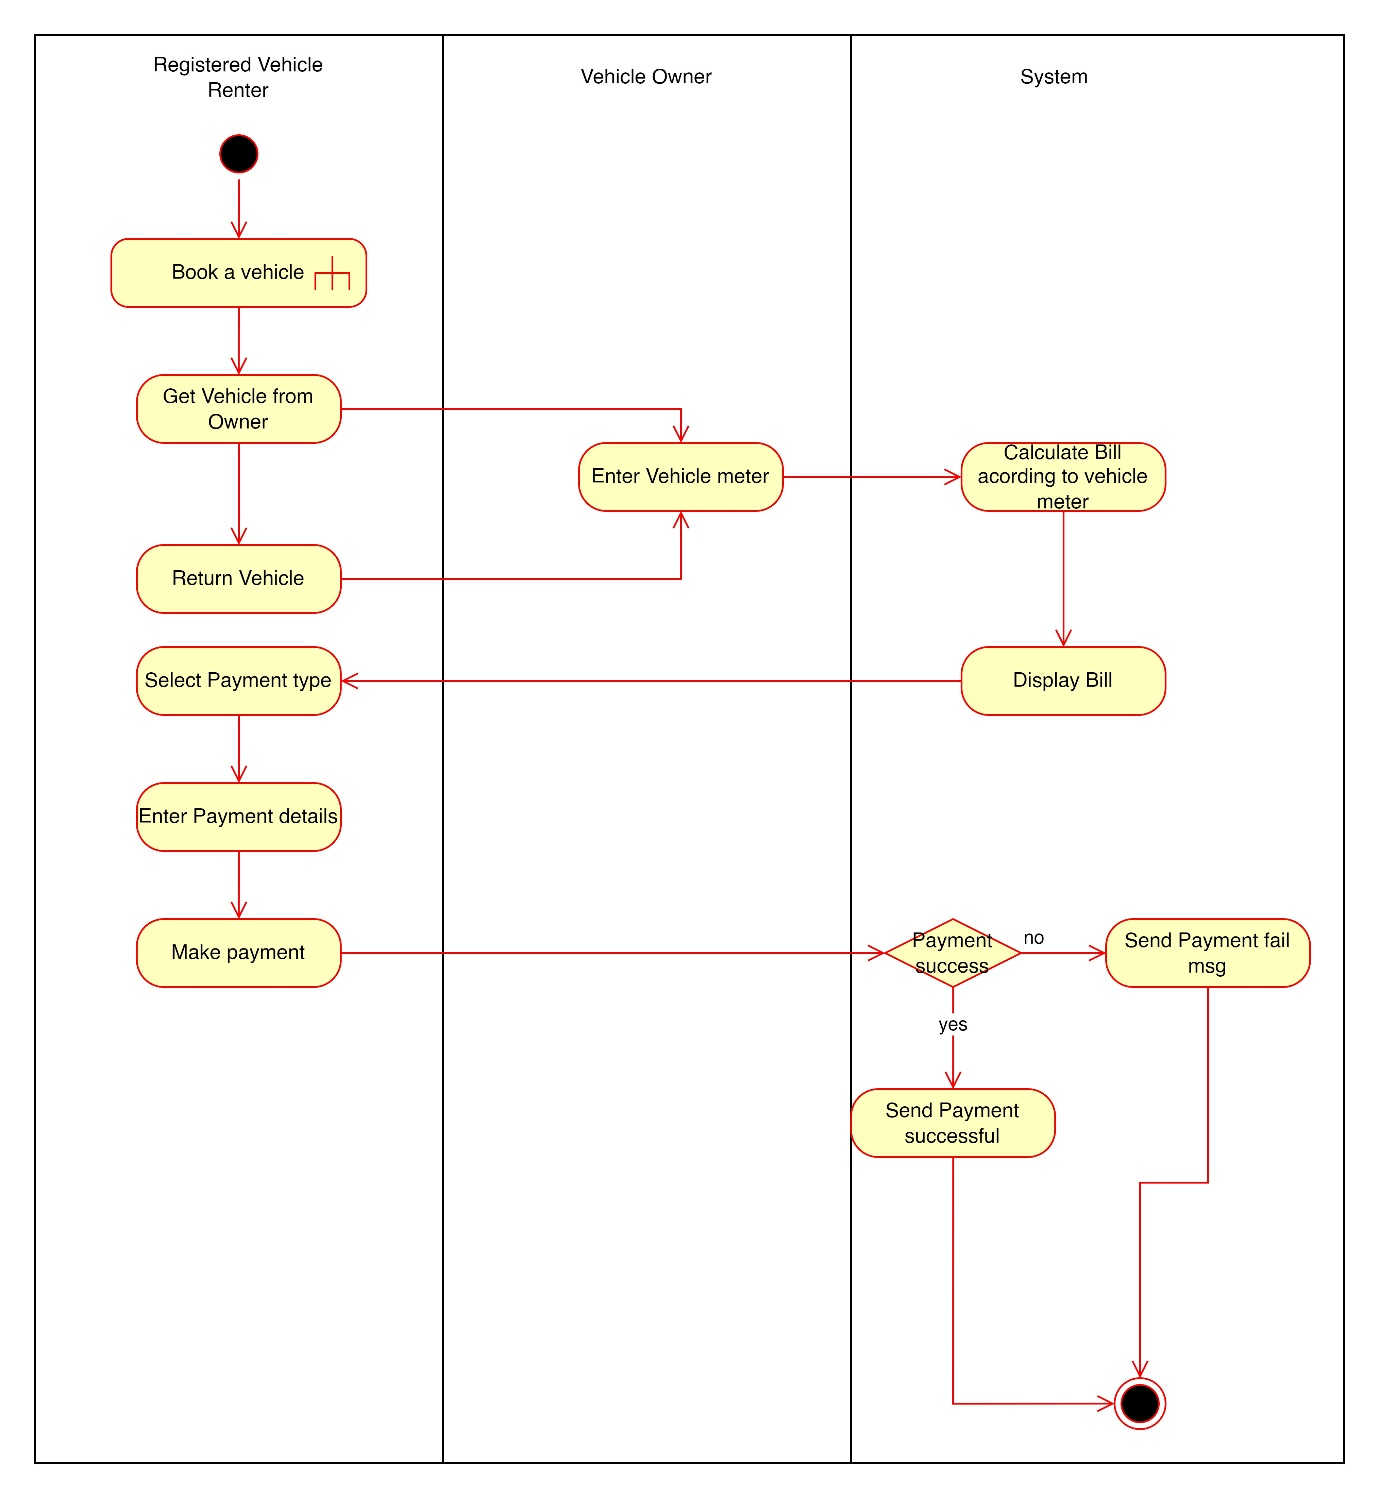 Registered Vehicle
Renter
Vehicle Owner
System
Book a vehicle
Get Vehicle from
Owner
Enter Vehicle meter
Calculate Bill
acording to vehicle
meter
Return Vehicle
Select Payment type
Display Bill
Enter Payment details
Make payment
Payment
success
no
Send Payment fail
msg
yes
Send Payment
successful